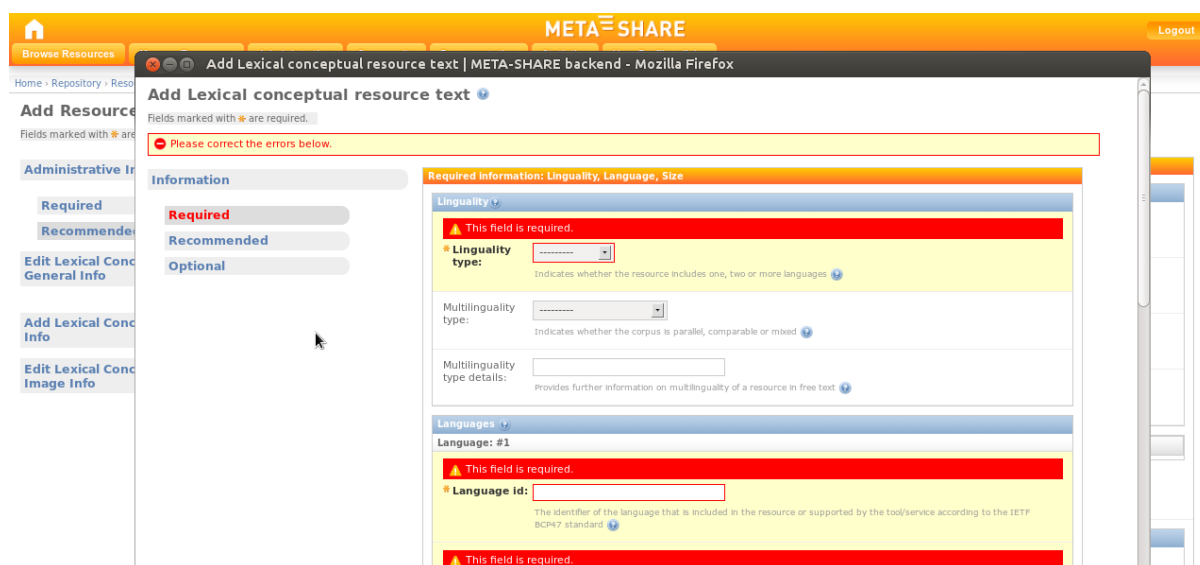 META SHARE
Logout
Browse Resources
Home › Repository › Reso
Add Resource
Fields marked with * are
Administrative In
Required
Recommende
Edit Lexical Conc
General Info
Add Lexical Conc
Info
Edit Lexical Conc
Image Info
Add Lexical conceptual resource text | META-SHARE backend - Mozilla Firefox
Add Lexical conceptual resource text
Fields marked with * are required.
Please correct the errors below.
Information
Required
Recommended
Optional
Required information: Linguality, Language, Size
Linguality
This field is required.
* Linguality
type:
---------
Indicates whether the resource includes one, two or more languages
Multilinguality
type:
---------
Indicates whether the corpus is parallel, comparable or mixed
Multilinguality
type details:
Provides further information on multilinguality of a resource in free text
Languages
Language: #1
This field is required.
* Language id:
The identifier of the language that is included in the resource or supported by the tool/service according to the IETF
BCP47 standard
This field is required.